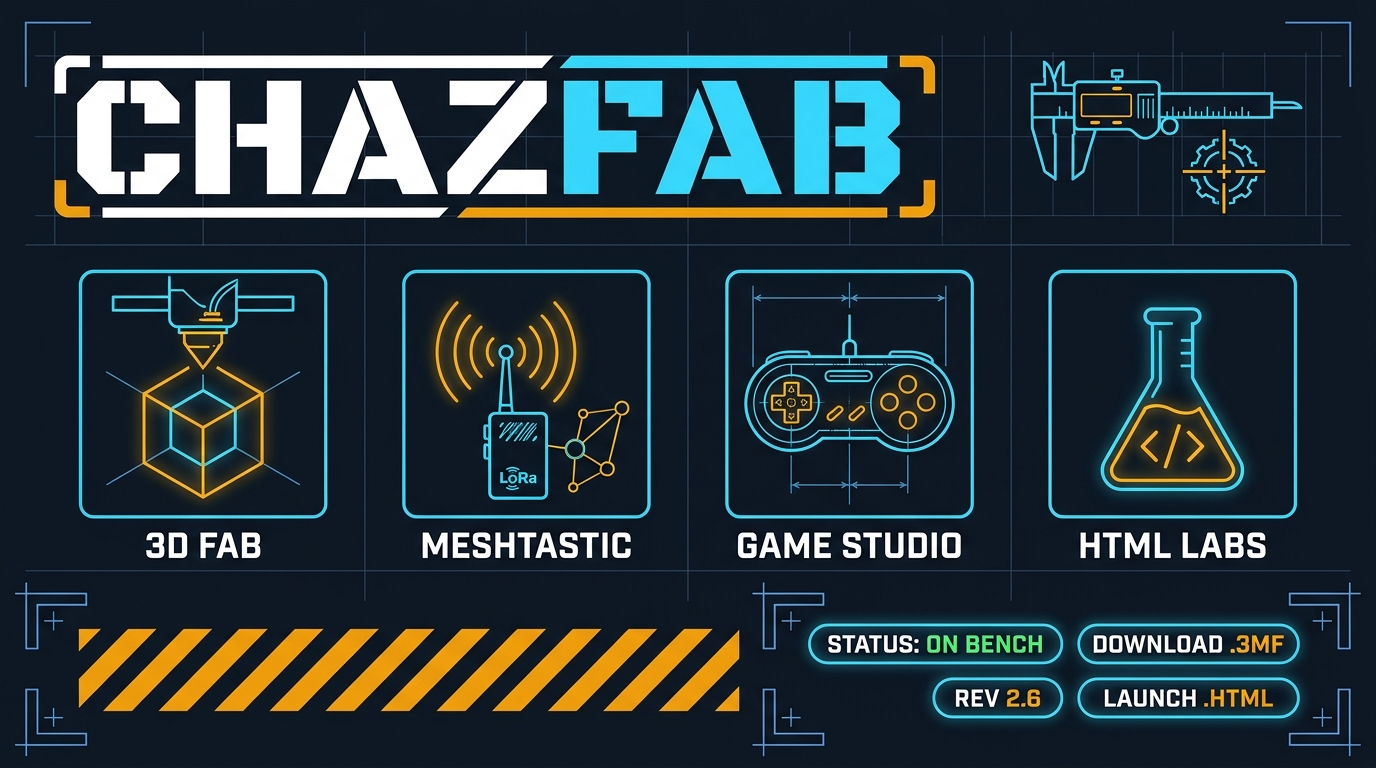 CHAZFAB
LoRa
3D FAB
MESHTASTIC
GAME STUDIO
</>
HTML LABS
STATUS: ON BENCH
DOWNLOAD .3MF
REV 2.6
LAUNCH .HTML